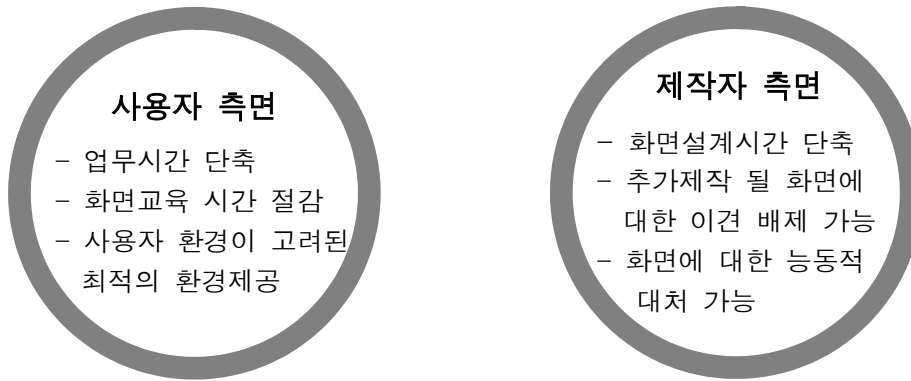 사용자 측면
- 업무시간 단축
- 화면교육 시간 절감
- 사용자 환경이 고려된
최적의 환경제공
제작자 측면
- 화면설계시간 단축
- 추가제작 될 화면에
대한 이견 배제 가능
- 화면에 대한 능동적
대처 가능